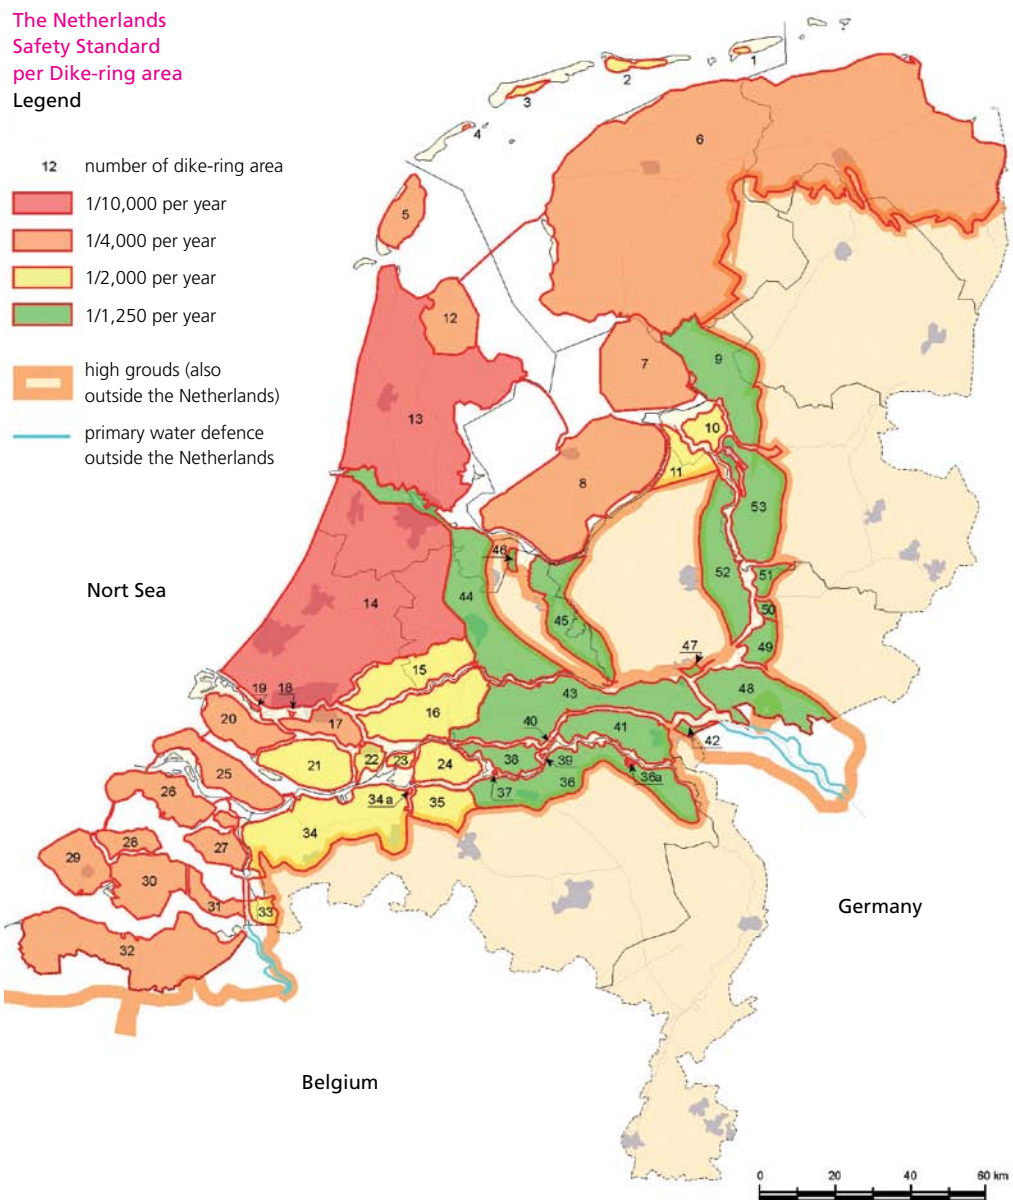 The Netherlands
Safety Standard
per Dike-ring area
Legend
12 number of dike-ring area
1/10,000 per year
1/4,000 per year
1/2,000 per year
1/1,250 per year
high grouds (also
outside the Netherlands)
primary water defence
outside the Netherlands
1
2
3
4
5
6
7
8
9
10
11
12
13
14
15
16
17
18
19
20
21
22
23
24
25
26
27
28
29
30
31
32
33
34
34a
35
36
36a
37
38
39
40
41
42
43
44
45
46
47
48
49
50
51
52
53
Nort Sea
Germany
Belgium
0 20 40 60 km